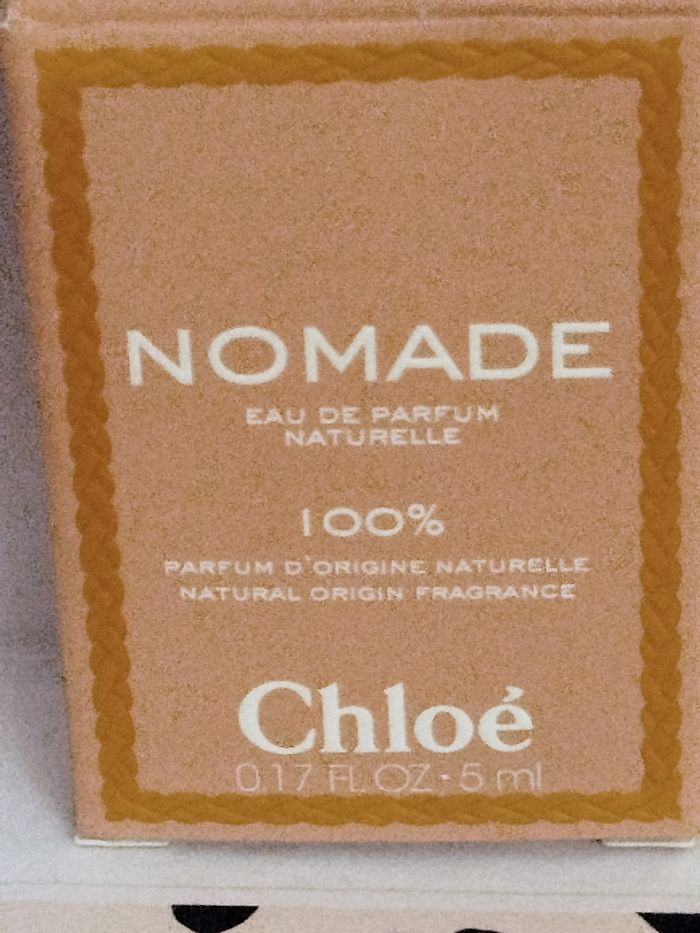 NOMADE
EAU DE PARFUM
NATURELLE
100%
PARFUM D'ORIGINE NATURELLE
NATURAL ORIGIN FRAGRANCE
Chloé
0.17 FL OZ · 5 ml